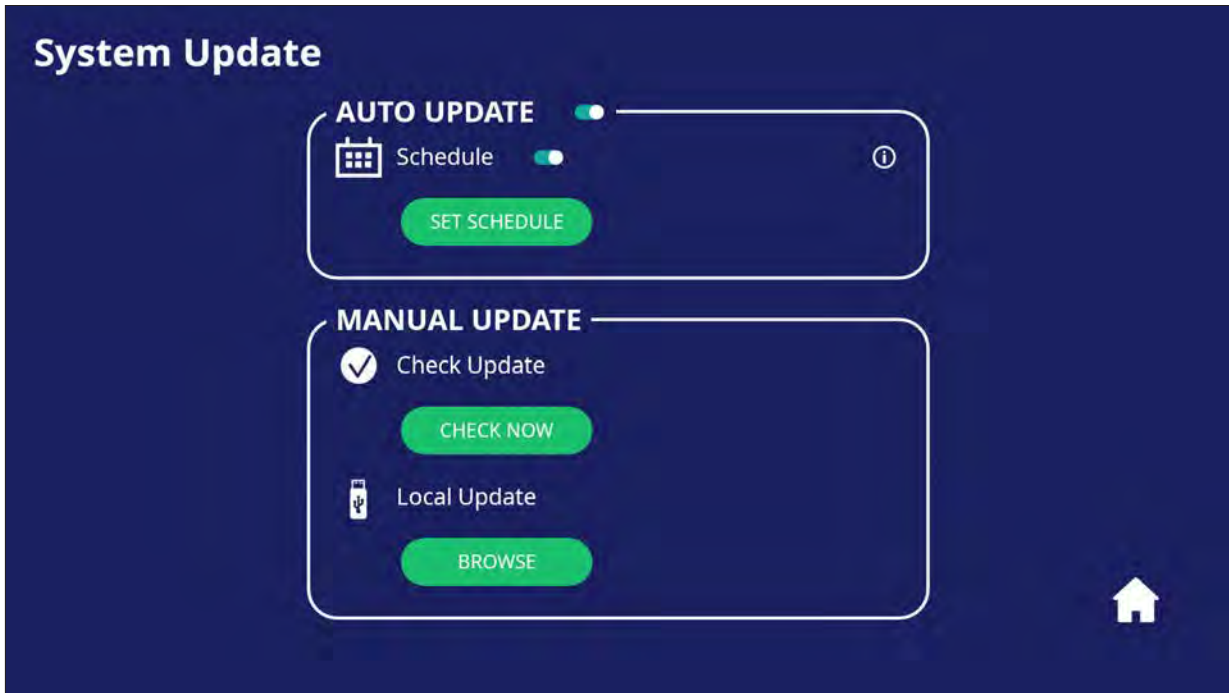 System Update
AUTO UPDATE
Schedule
SET SCHEDULE
MANUAL UPDATE
Check Update
CHECK NOW
Local Update
BROWSE